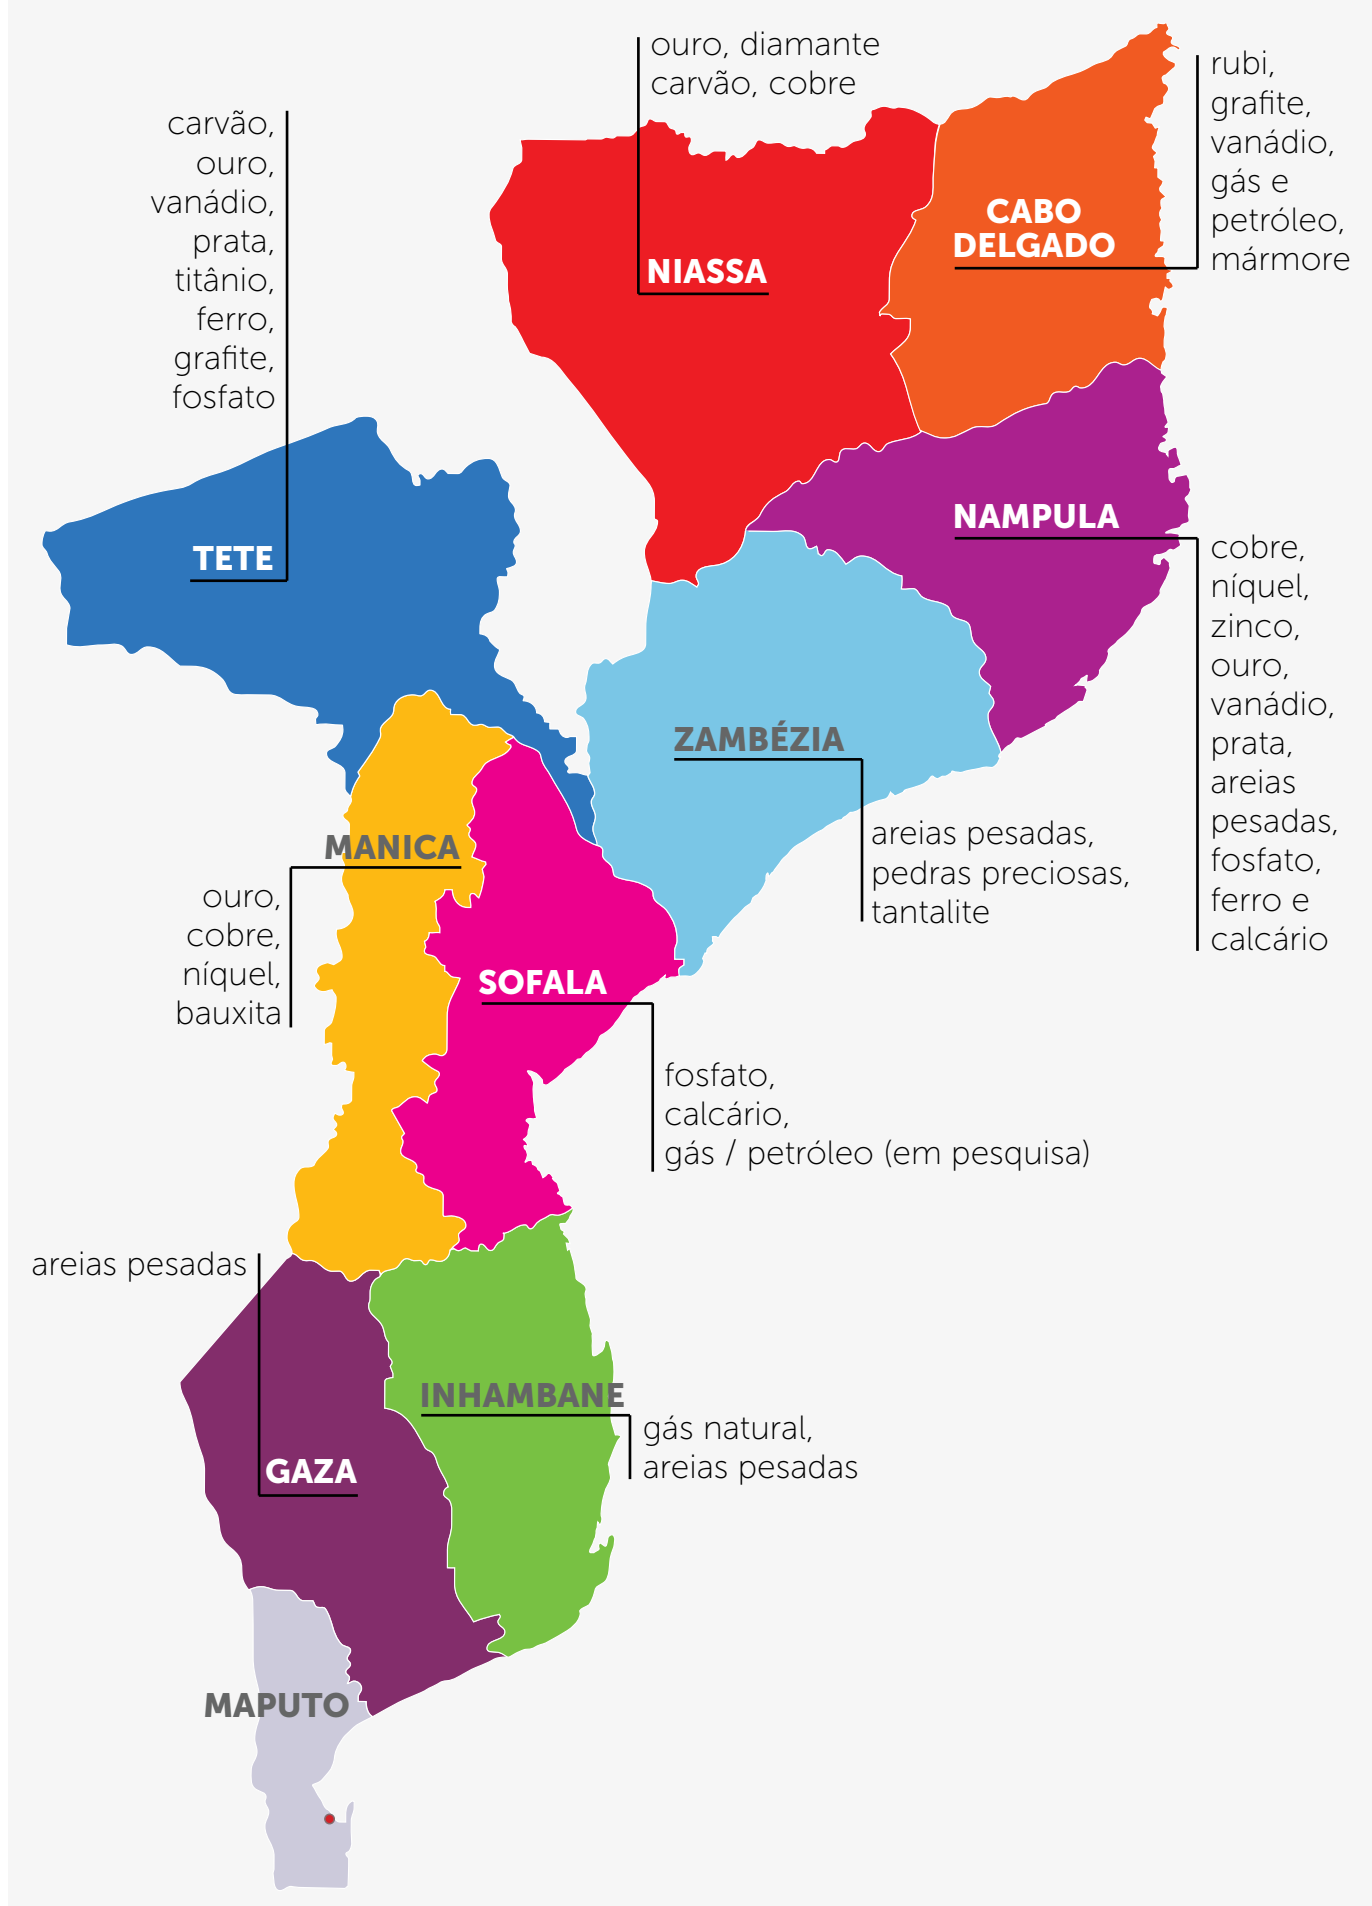 ouro, diamante
carvão, cobre
NIASSA
rubi,
grafite,
vanádio,
gás e
petróleo,
mármore
CABO
DELGADO
carvão,
ouro,
vanádio,
prata,
titânio,
ferro,
grafite,
fosfato
TETE
NAMPULA
cobre,
níquel,
zinco,
ouro,
vanádio,
prata,
areias
pesadas,
fosfato,
ferro e
calcário
ZAMBÉZIA
areias pesadas,
pedras preciosas,
tantalite
MANICA
ouro,
cobre,
níquel,
bauxita
SOFALA
fosfato,
calcário,
gás / petróleo (em pesquisa)
areias pesadas
GAZA
INHAMBANE
gás natural,
areias pesadas
MAPUTO